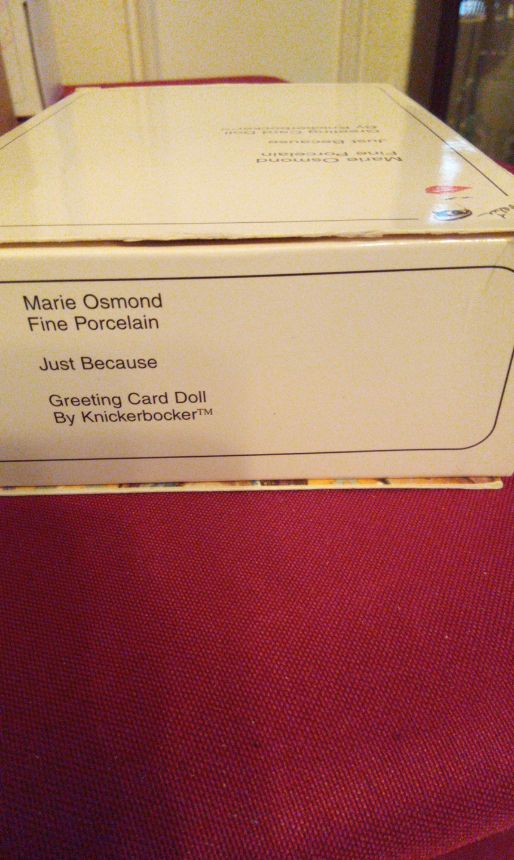 Marie Osmond
Fine Porcelain
Just Because
Greeting Card Doll
By Knickerbocker™
Marie Osmond
Fine Porcelain
Just Because
Greeting Card Doll
By Knickerbocker™